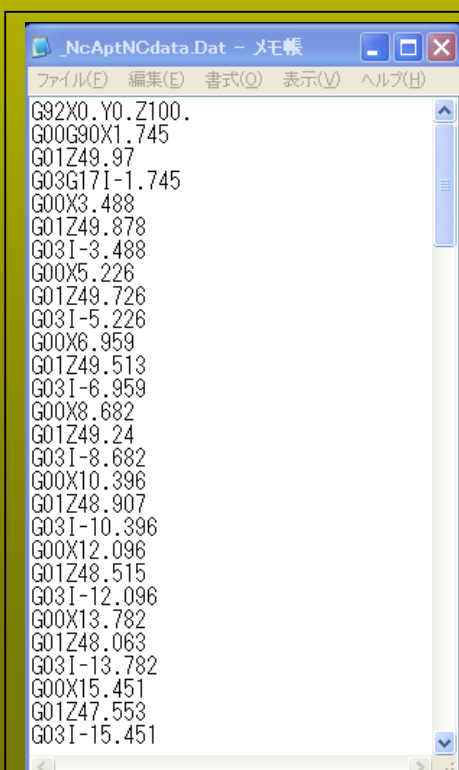 _NcAptNCdata.Dat - メモ帳
ファイル(F) 編集(E) 書式(O) 表示(V) ヘルプ(H)
G92X0.Y0.Z100.
G00G90X1.745
G01Z49.97
G03G17I-1.745
G00X3.488
G01Z49.878
G03I-3.488
G00X5.226
G01Z49.726
G03I-5.226
G00X6.959
G01Z49.513
G03I-6.959
G00X8.682
G01Z49.24
G03I-8.682
G00X10.396
G01Z48.907
G03I-10.396
G00X12.096
G01Z48.515
G03I-12.096
G00X13.782
G01Z48.063
G03I-13.782
G00X15.451
G01Z47.553
G03I-15.451